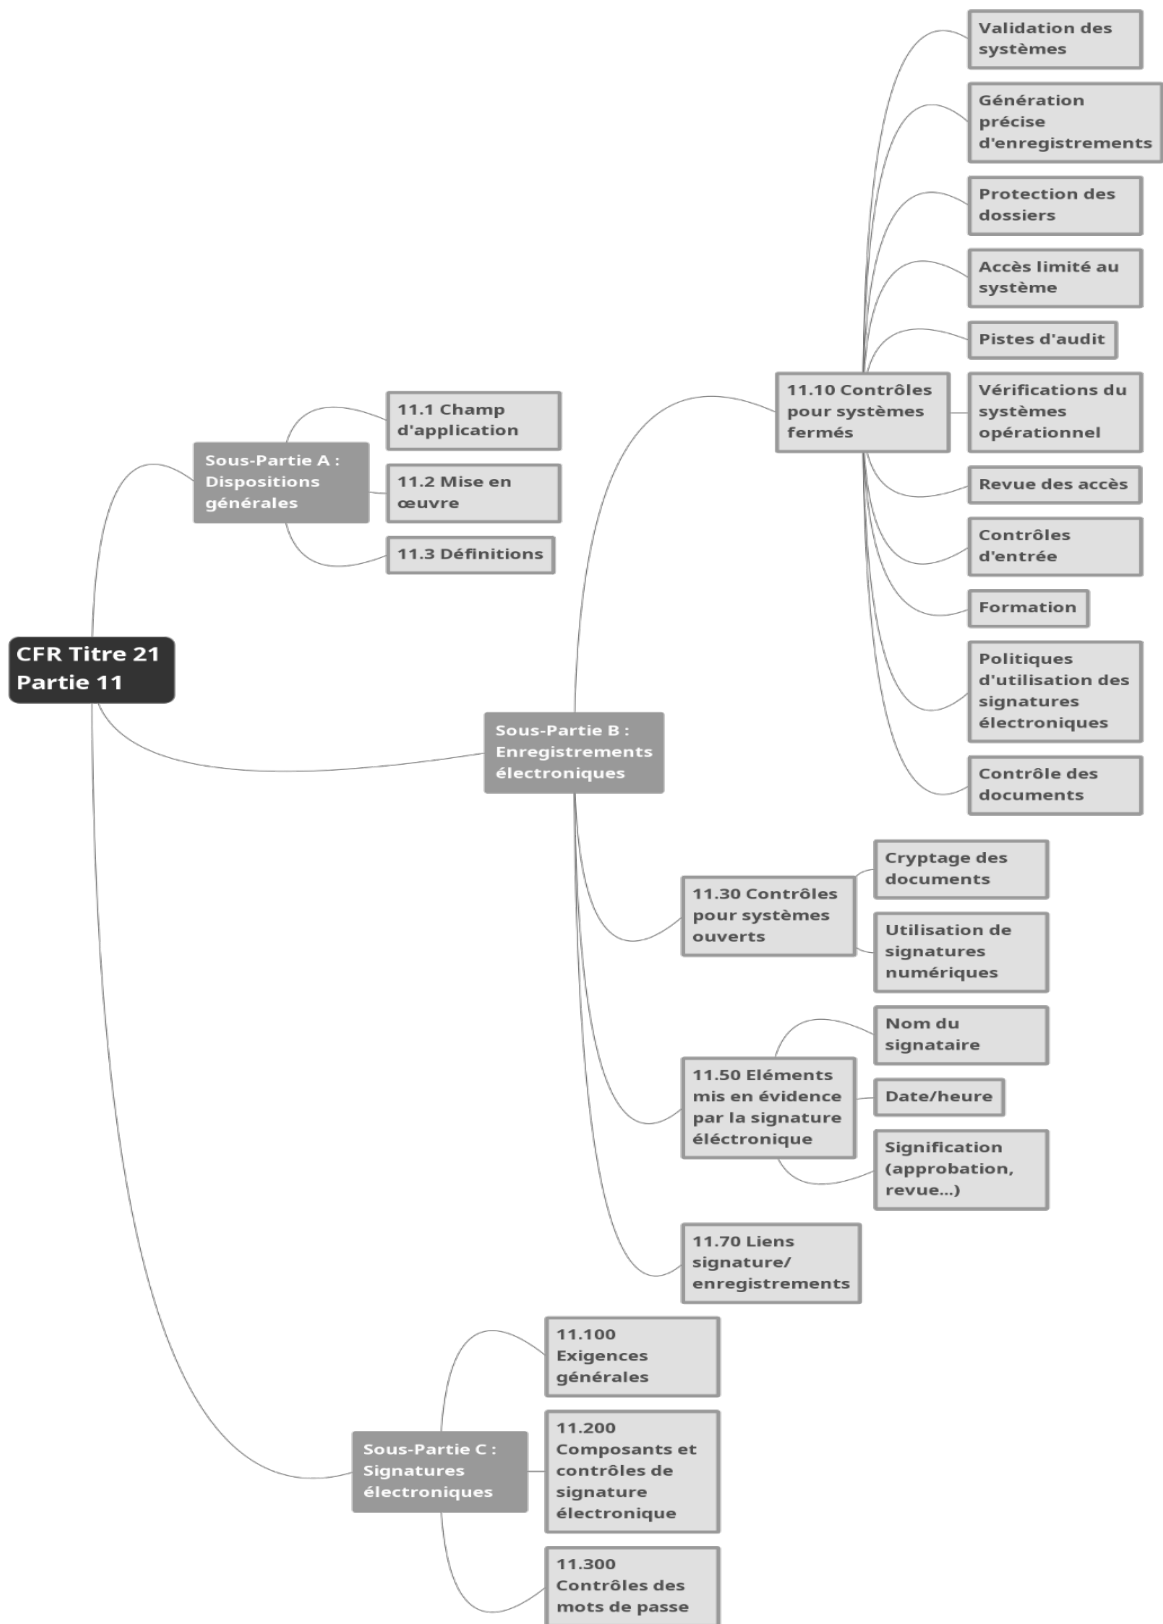 CFR Titre 21
Partie 11
Sous-Partie A :
Dispositions
générales
11.1 Champ
d'application
11.2 Mise en
œuvre
11.3 Définitions
Sous-Partie B :
Enregistrements
électroniques
11.10 Contrôles
pour systèmes
fermés
Validation des
systèmes
Génération
précise
d'enregistrements
Protection des
dossiers
Accès limité au
système
Pistes d'audit
Vérifications du
systèmes
opérationnel
Revue des accès
Contrôles
d'entrée
Formation
Politiques
d'utilisation des
signatures
électroniques
Contrôle des
documents
11.30 Contrôles
pour systèmes
ouverts
Cryptage des
documents
Utilisation de
signatures
numériques
11.50 Eléments
mis en évidence
par la signature
éléctronique
Nom du
signataire
Date/heure
Signification
(approbation,
revue...)
11.70 Liens
signature/
enregistrements
Sous-Partie C :
Signatures
électroniques
11.100
Exigences
générales
11.200
Composants et
contrôles de
signature
électronique
11.300
Contrôles des
mots de passe